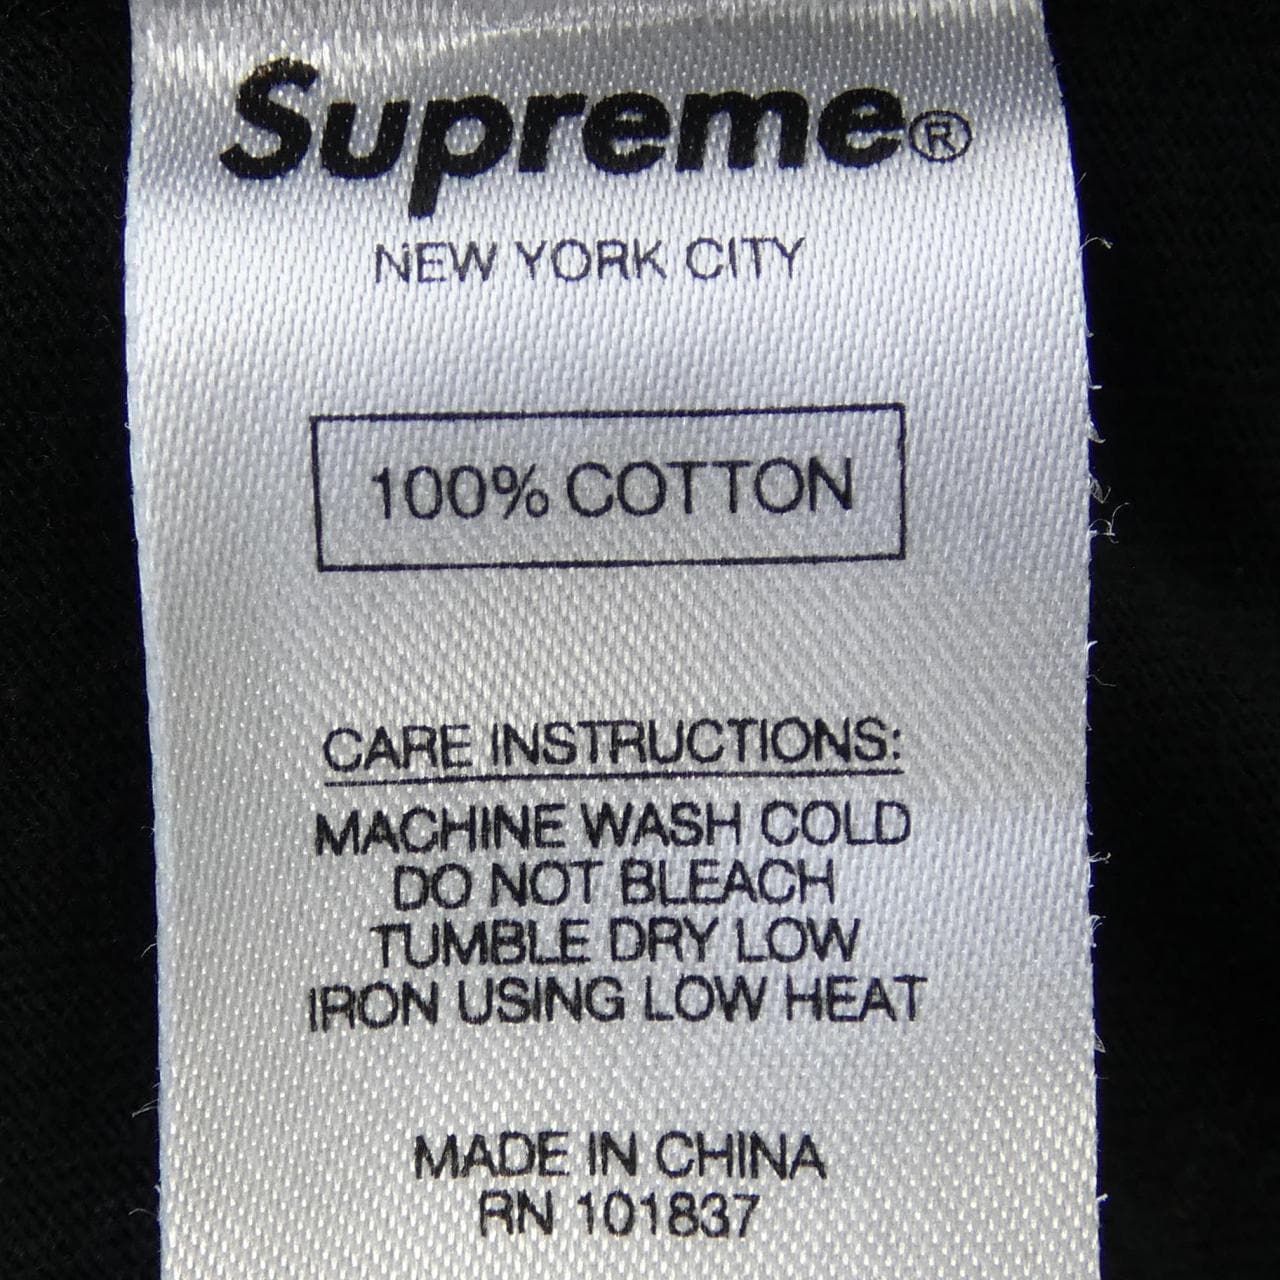 Supreme®
NEW YORK CITY
100% COTTON
CARE INSTRUCTIONS:
MACHINE WASH COLD
DO NOT BLEACH
TUMBLE DRY LOW
IRON USING LOW HEAT
MADE IN CHINA
RN 101837